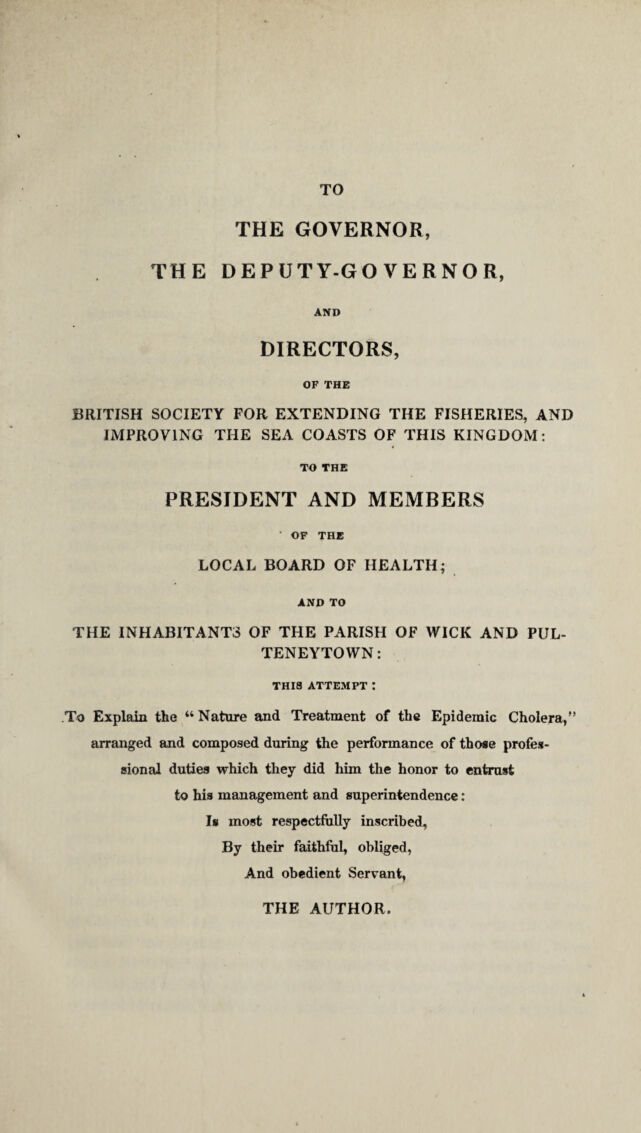 TO
THE GOVERNOR,
THE DEPUTY-GOVERNOR,
AND
DIRECTORS,
OF THE
BRITISH SOCIETY FOR EXTENDING THE FISHERIES, AND
IMPROVING THE SEA COASTS OF THIS KINGDOM:
TO THE
PRESIDENT AND MEMBERS
OF THE
LOCAL BOARD OF HEALTH;
AND TO
THE INHABITANTS OF THE PARISH OF WICK AND PUL-
TENEYTOWN:
THIS ATTEMPT:
To Explain the “Nature and Treatment of the Epidemic Cholera,”
arranged and composed during the performance of those profes-
sional duties which they did him the honor to entrust
to his management and superintendence:
Is most respectfully inscribed,
By their faithful, obliged,
And obedient Servant,
THE AUTHOR.